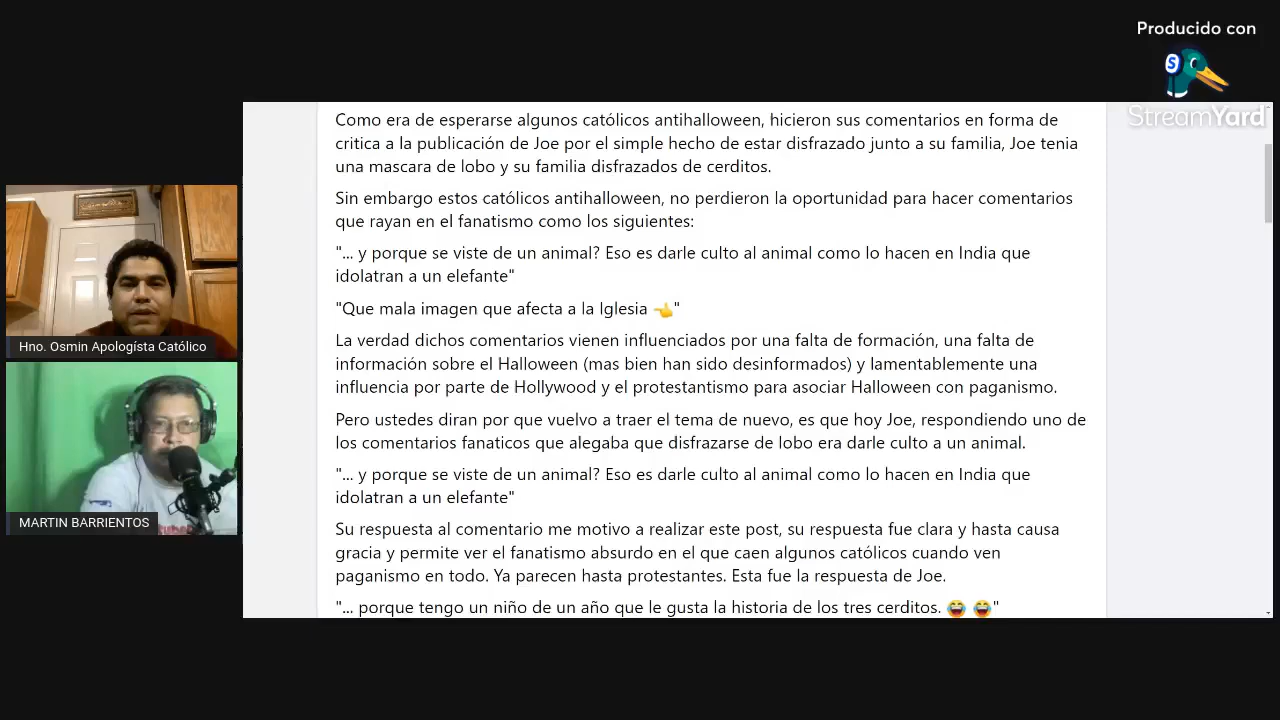 Producido con
S
StreamYard
Como era de esperarse algunos católicos antihalloween, hicieron sus comentarios en forma de
critica a la publicación de Joe por el simple hecho de estar disfrazado junto a su familia, Joe tenia
una mascara de lobo y su familia disfrazados de cerditos.
Sin embargo estos católicos antihalloween, no perdieron la oportunidad para hacer comentarios
que rayan en el fanatismo como los siguientes:
"... y porque se viste de un animal? Eso es darle culto al animal como lo hacen en India que
idolatran a un elefante"
"Que mala imagen que afecta a la Iglesia 👈"
La verdad dichos comentarios vienen influenciados por una falta de formación, una falta de
información sobre el Halloween (mas bien han sido desinformados) y lamentablemente una
influencia por parte de Hollywood y el protestantismo para asociar Halloween con paganismo.
Pero ustedes diran por que vuelvo a traer el tema de nuevo, es que hoy Joe, respondiendo uno de
los comentarios fanaticos que alegaba que disfrazarse de lobo era darle culto a un animal.
"... y porque se viste de un animal? Eso es darle culto al animal como lo hacen en India que
idolatran a un elefante"
Su respuesta al comentario me motivo a realizar este post, su respuesta fue clara y hasta causa
gracia y permite ver el fanatismo absurdo en el que caen algunos católicos cuando ven
paganismo en todo. Ya parecen hasta protestantes. Esta fue la respuesta de Joe.
"... porque tengo un niño de un año que le gusta la historia de los tres cerditos. 😂 😂"
Hno. Osmin Apologísta Católico
MARTIN BARRIENTOS